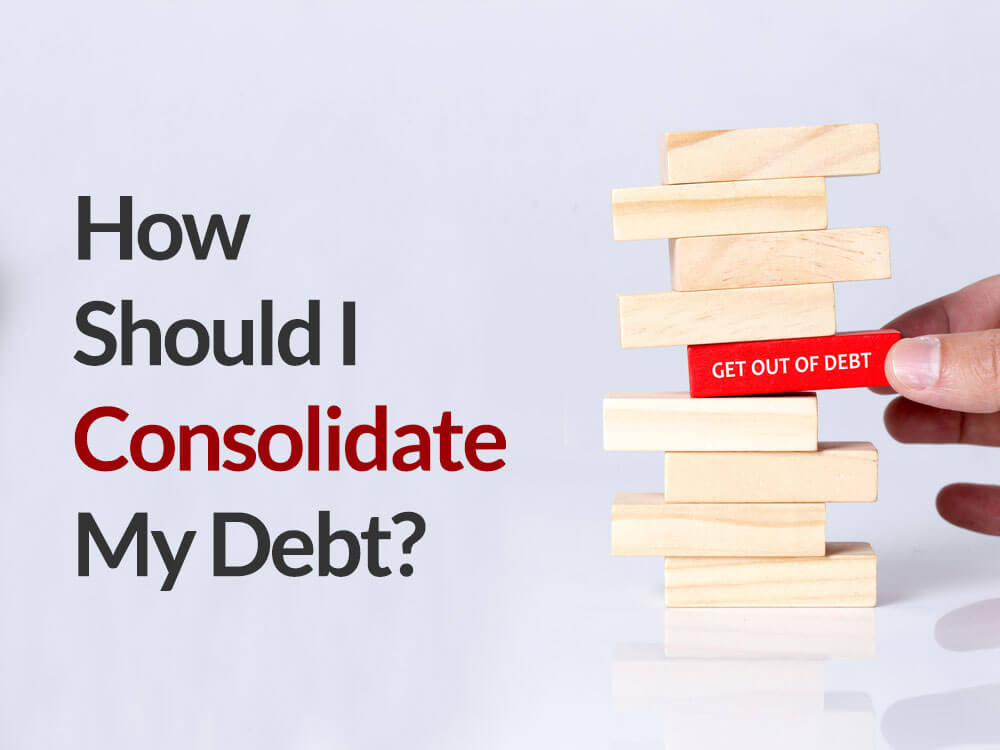 How
Should I
Consolidate
My Debt?
GET OUT OF DEBT